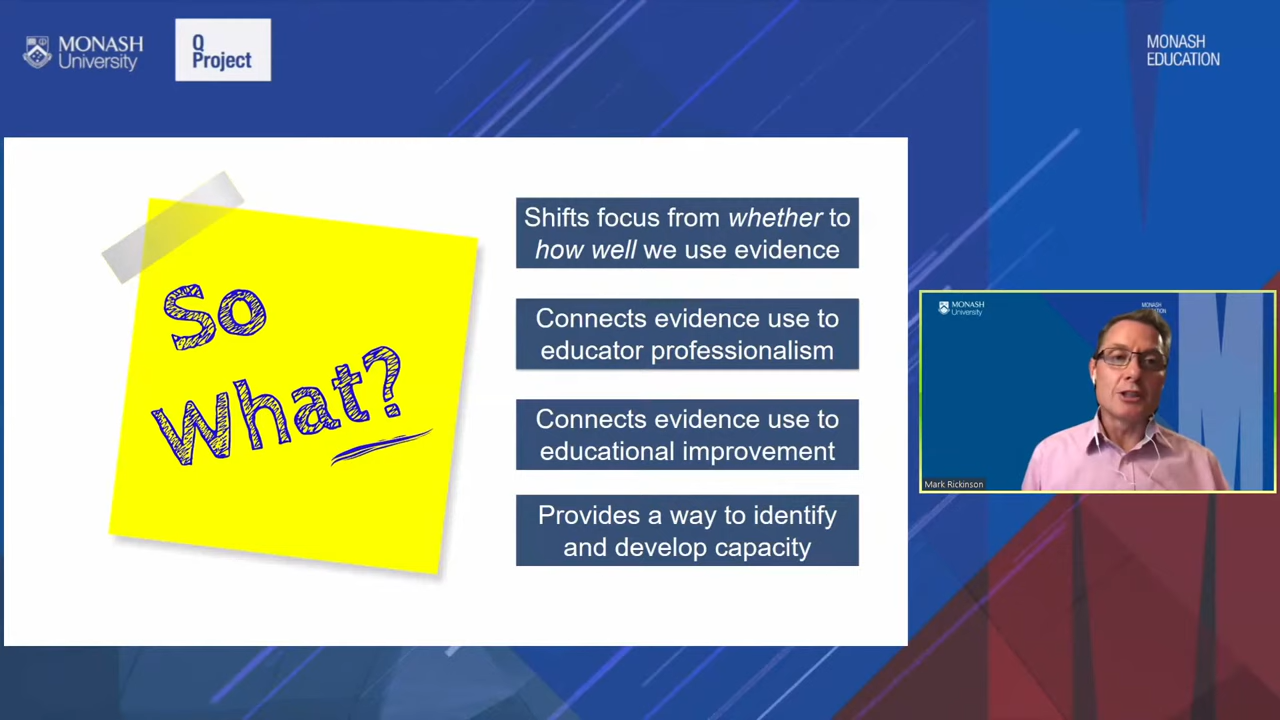 MONASH
University
Q
Project
MONASH
EDUCATION
So
What?
Shifts focus from whether to
how well we use evidence
Connects evidence use to
educator professionalism
Connects evidence use to
educational improvement
Provides a way to identify
and develop capacity
MONASH
University
MONASH
EDUCATION
Mark Rickinson